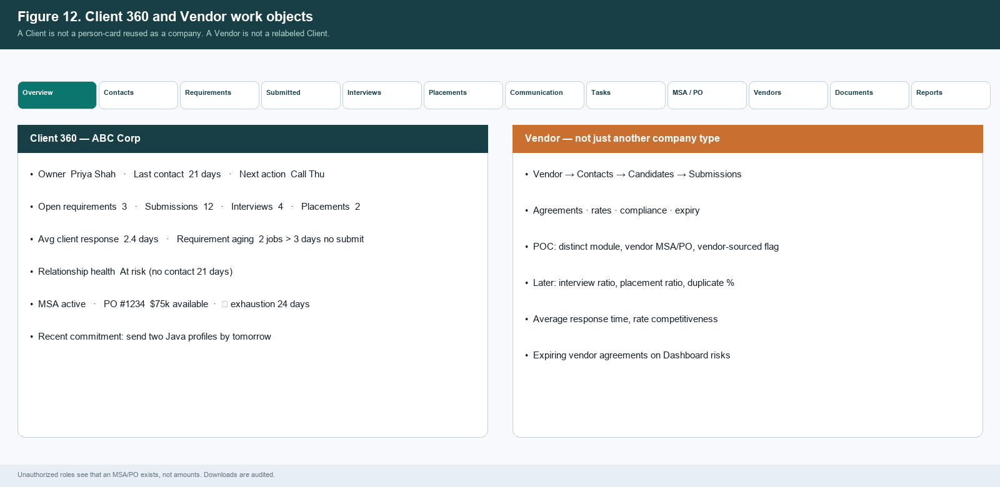 Figure 12. Client 360 and Vendor work objects
A Client is not a person-card reused as a company. A Vendor is not a relabeled Client.
Overview
Contacts
Requirements
Submitted
Interviews
Placements
Communication
Tasks
MSA / PO
Vendors
Documents
Reports
Client 360 — ABC Corp
• Owner Priya Shah · Last contact 21 days · Next action Call Thu
• Open requirements 3 · Submissions 12 · Interviews 4 · Placements 2
• Avg client response 2.4 days · Requirement aging 2 jobs > 3 days no submit
• Relationship health At risk (no contact 21 days)
• MSA active · PO #1234 $75k available · □ exhaustion 24 days
• Recent commitment: send two Java profiles by tomorrow
Vendor — not just another company type
• Vendor → Contacts → Candidates → Submissions
• Agreements · rates · compliance · expiry
• POC: distinct module, vendor MSA/PO, vendor-sourced flag
• Later: interview ratio, placement ratio, duplicate %
• Average response time, rate competitiveness
• Expiring vendor agreements on Dashboard risks
Unauthorized roles see that an MSA/PO exists, not amounts. Downloads are audited.